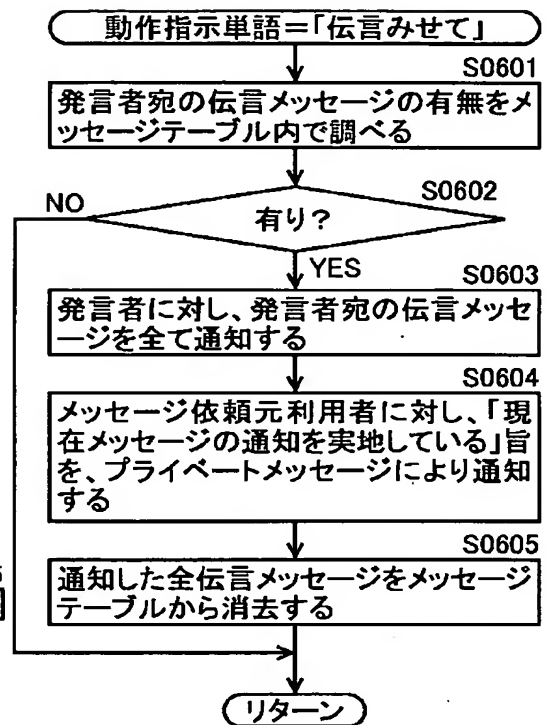 動作指示単語=「伝言みせて」
S0601
発言者宛の伝言メッセージの有無をメ
ッセージテーブル内で調べる
S0602
NO
有り?
YES
S0603
発言者に対し、発言者宛の伝言メッセ
ージを全て通知する
S0604
メッセージ依頼元利用者に対し、「現
在メッセージの通知を実地している」旨
を、プライベートメッセージにより通知
する
S0605
通知した全伝言メッセージをメッセージ
テーブルから消去する
リターン